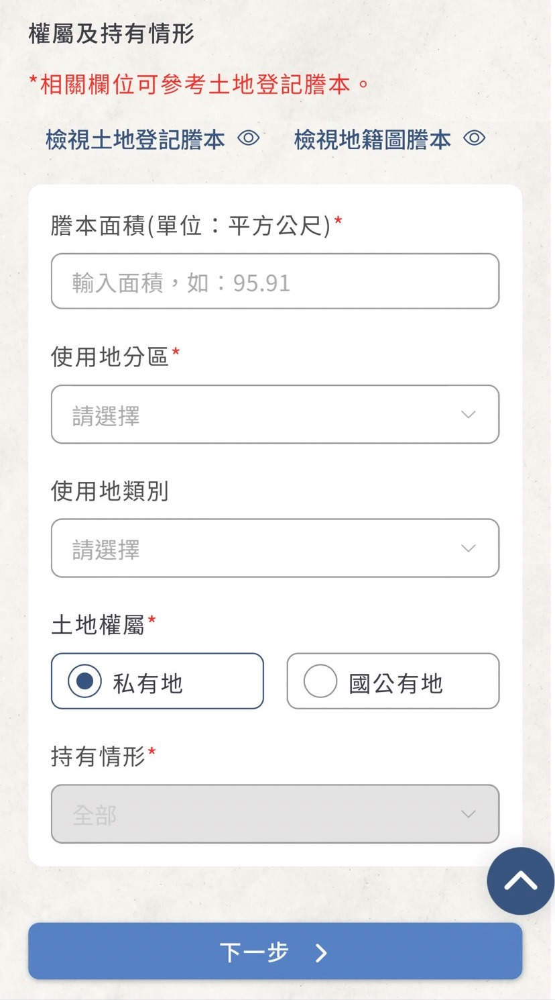 權屬及持有情形
*相關欄位可參考土地登記謄本。
檢視土地登記謄本 檢視地籍圖謄本
謄本面積(單位：平方公尺)*
輸入面積，如：95.91
使用地分區*
請選擇
使用地類別
請選擇
土地權屬*
私有地 國公有地
持有情形*
全部
下一步